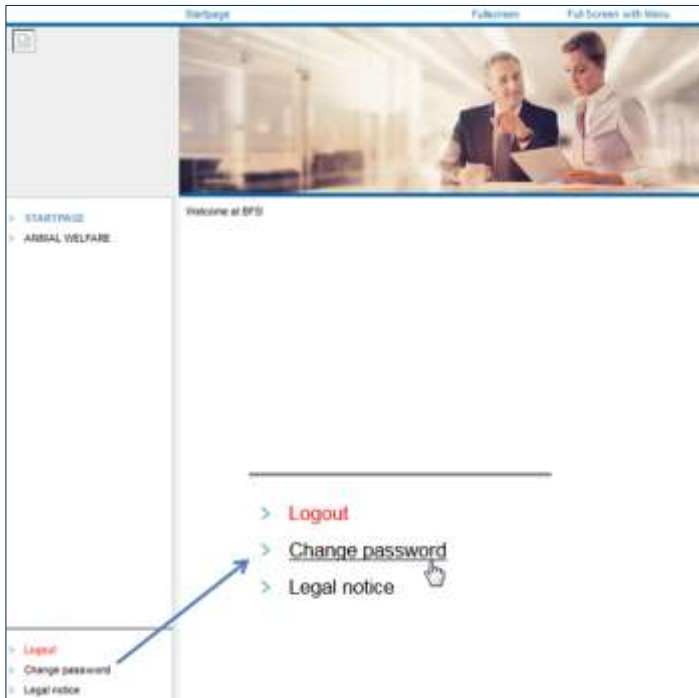 Startpage Fullscreen Full Screen with Menu
STARTPAGE
ANIMAL WELFARE
Welcome at BFSI
Logout
Change password
Legal notice
Logout
Change password
Legal notice